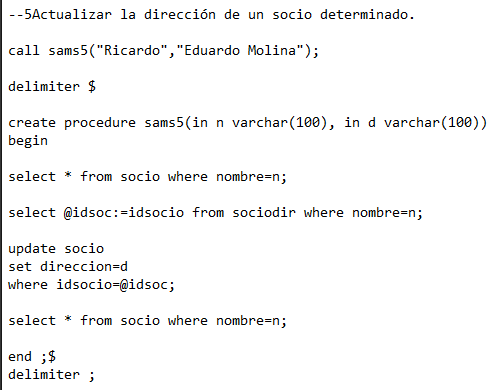 --5Actualizar la dirección de un socio determinado.
call sams5("Ricardo","Eduardo Molina");
delimiter $
create procedure sams5(in n varchar(100), in d varchar(100))
begin
select * from socio where nombre=n;
select @idsoc:=idsocio from sociodir where nombre=n;
update socio
set direccion=d
where idsocio=@idsoc;
select * from socio where nombre=n;
end ;$
delimiter ;